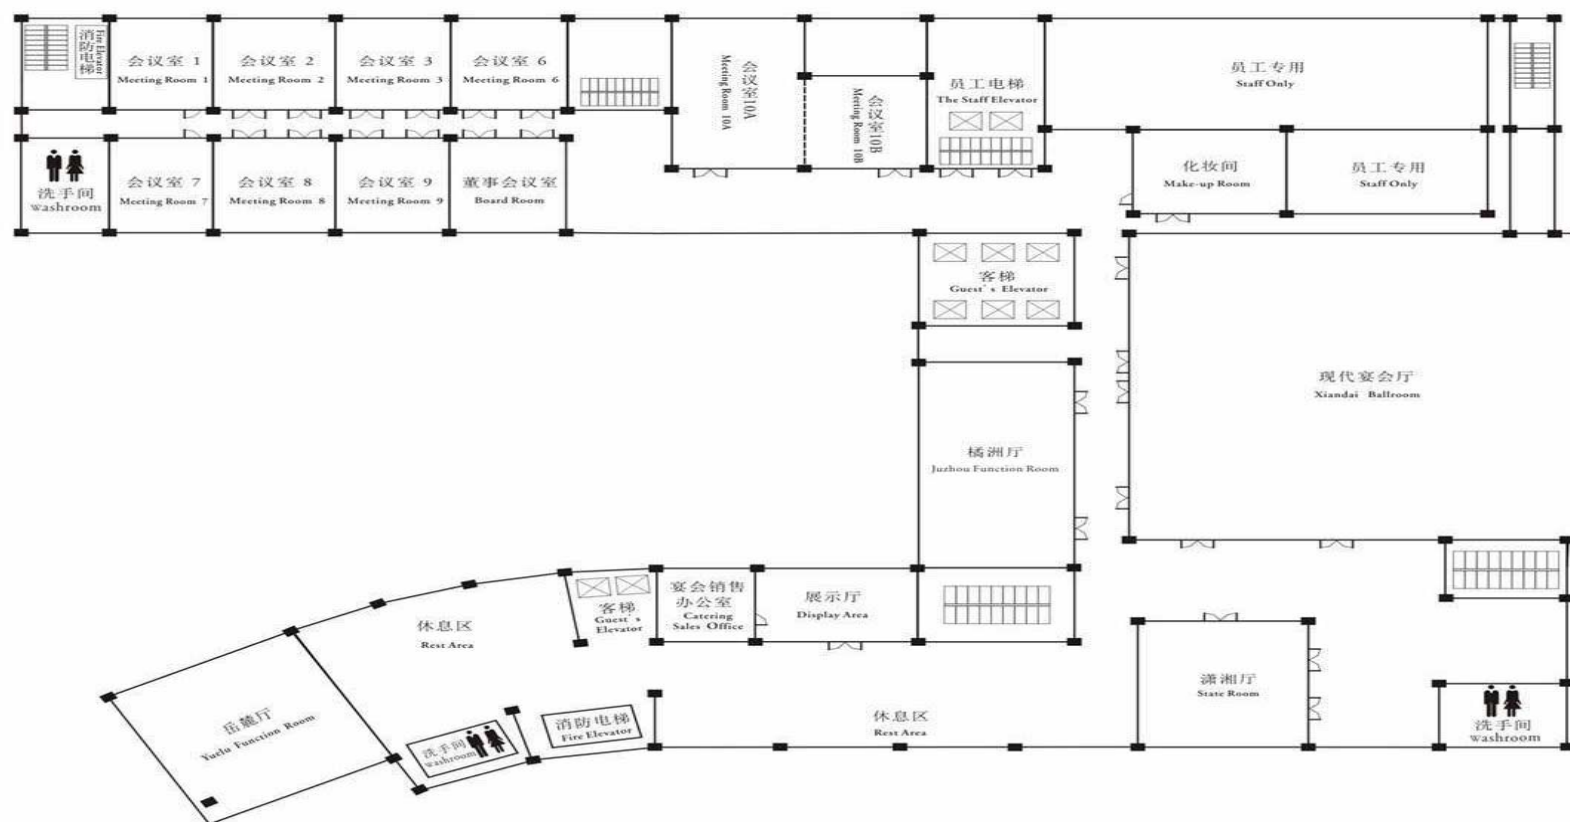 消防电梯
Fire Elevator
会议室 1
Meeting Room 1
会议室 2
Meeting Room 2
会议室 3
Meeting Room 3
会议室 6
Meeting Room 6
会议室10A
Meeting Room 10A
会议室10B
Meeting Room 10B
员工电梯
The Staff Elevator
员工专用
Staff Only
洗手间
Washroom
会议室 7
Meeting Room 7
会议室 8
Meeting Room 8
会议室 9
Meeting Room 9
董事会议室
Board Room
化妆间
Make-up Room
员工专用
Staff Only
客梯
Guest's Elevator
现代宴会厅
Xiandai Ballroom
橘洲厅
Juzhou Function Room
休息区
Rest Area
客梯
Guest's
Elevator
宴会销售
办公室
Catering
Sales Office
展示厅
Display Area
岳麓厅
Yuelu Function Room
洗手间
Washroom
消防电梯
Fire Elevator
休息区
Rest Area
潇湘厅
State Room
洗手间
Washroom